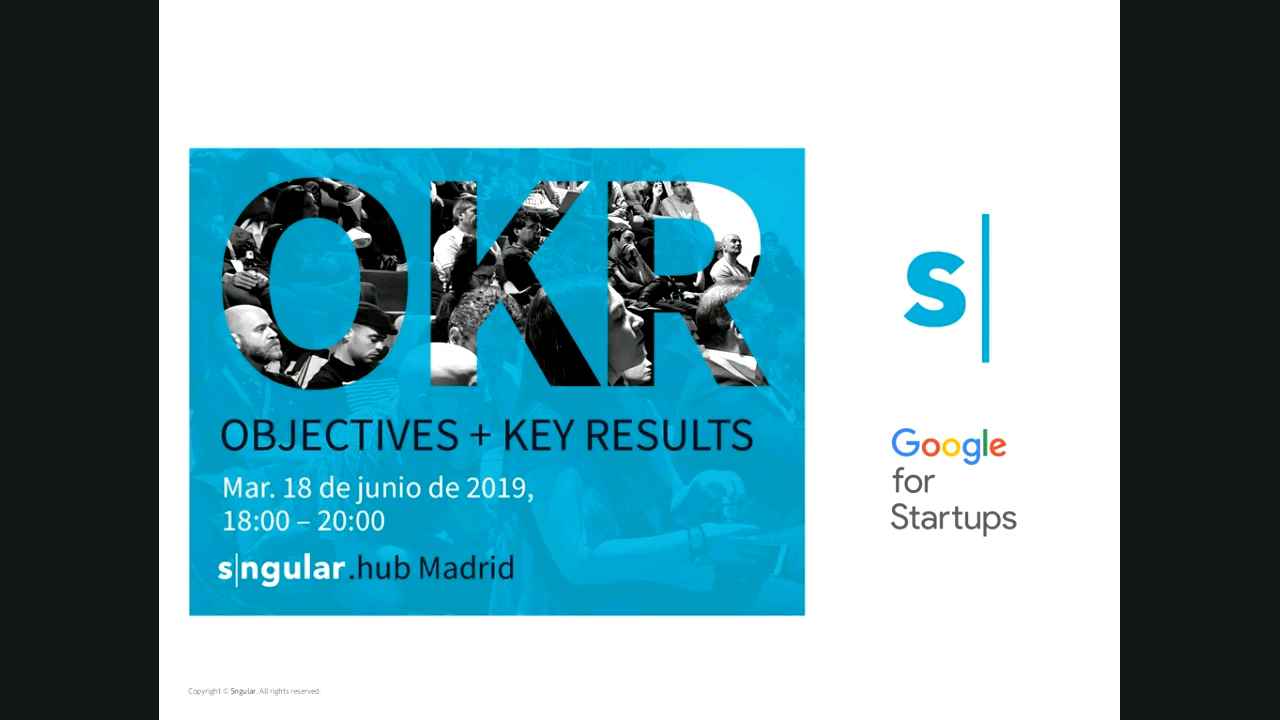 OKR
OBJECTIVES + KEY RESULTS
Mar. 18 de junio de 2019,
18:00 – 20:00
s|ngular.hub Madrid
s|
Google
for
Startups
Copyright © Sngular. All rights reserved.